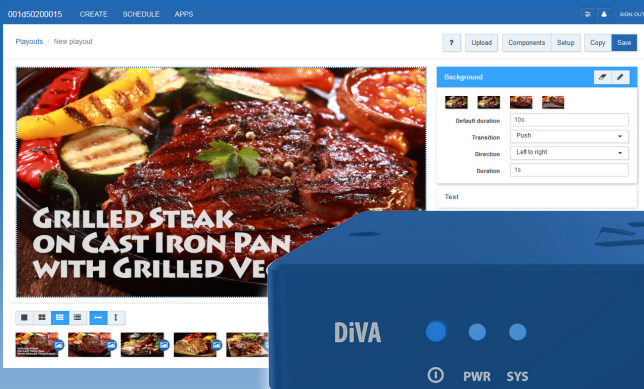 001d50200015 CREATE SCHEDULE APPS SIGN OUT
Playouts / New playout ? Upload Components Setup Copy Save
Background
Default duration 10s
Transition Push
Direction Left to right
Duration 1s
Text
GRILLED STEAK
ON CAST IRON PAN
WITH GRILLED VE
DiVA
PWR SYS